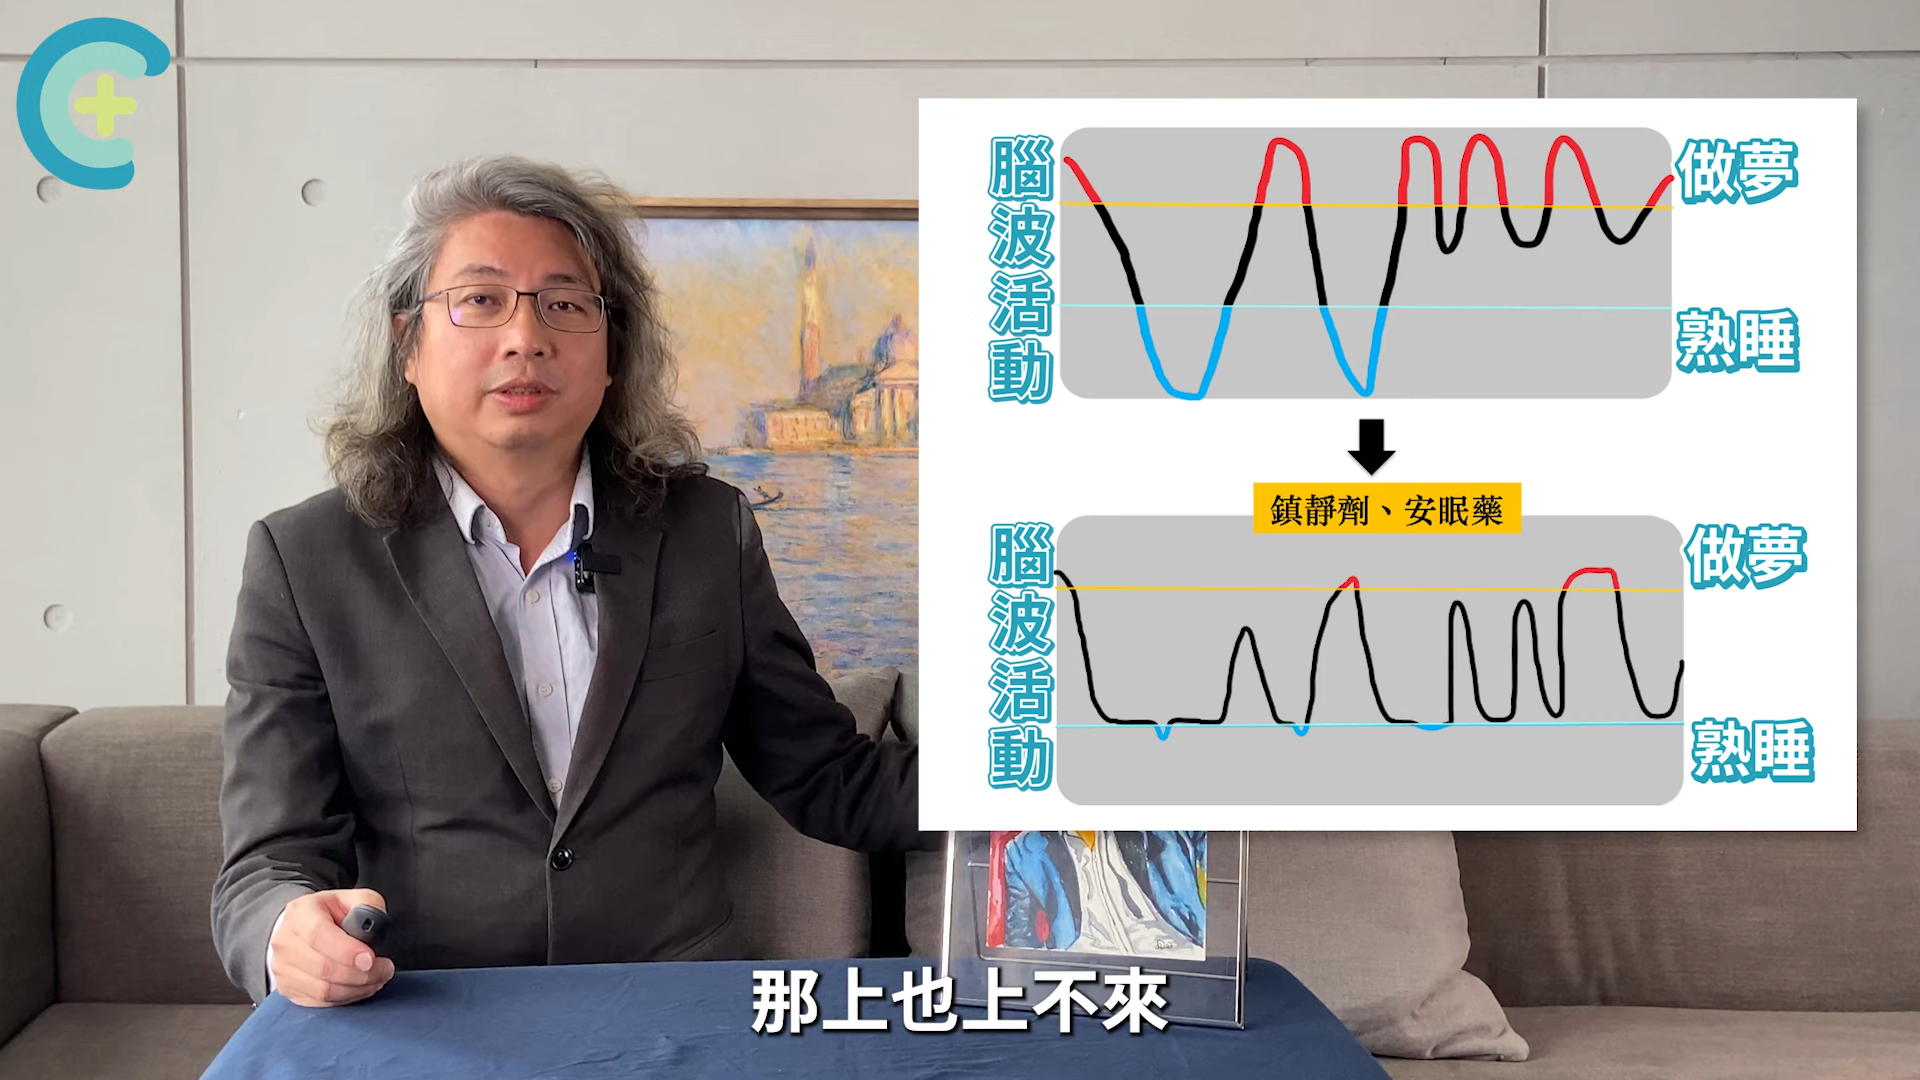 腦波活動
做夢
熟睡
鎮靜劑、安眠藥
腦波活動
做夢
熟睡
那上也上不來